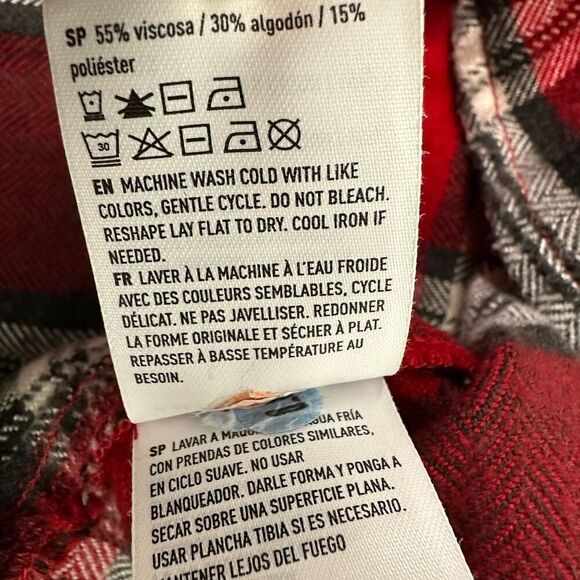 SP 55% viscosa / 30% algodón / 15%
poliéster
30
EN MACHINE WASH COLD WITH LIKE
COLORS, GENTLE CYCLE. DO NOT BLEACH.
RESHAPE LAY FLAT TO DRY. COOL IRON IF
NEEDED.
FR LAVER À LA MACHINE À L'EAU FROIDE
AVEC DES COULEURS SEMBLABLES, CYCLE
DÉLICAT. NE PAS JAVELLISER. REDONNER
LA FORME ORIGINALE ET SÉCHER À PLAT.
REPASSER À BASSE TEMPÉRATURE AU
BESOIN.
SP LAVAR A FRÍA
CON PRENDAS DE COLORES SIMILARES,
EN CICLO SUAVE. NO USAR
BLANQUEADOR. DARLE FORMA Y PONGA A
SECAR SOBRE UNA SUPERFICIE PLANA.
USAR PLANCHA TIBIA SI ES NECESARIO.
MANTENER LEJOS DEL FUEGO